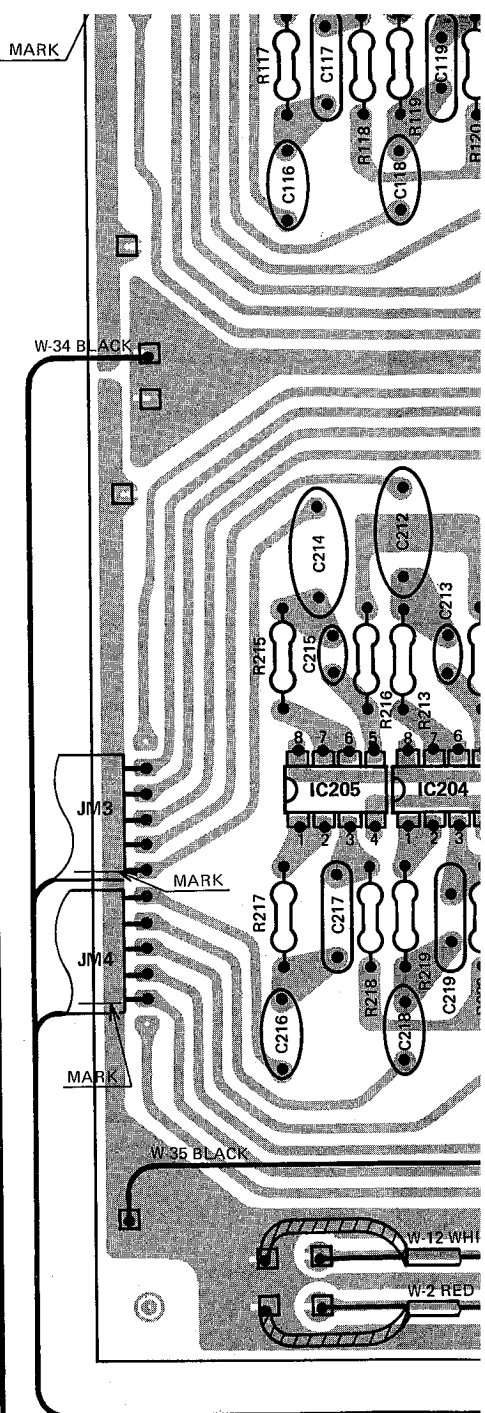 MARK
R117
C117
R118
R119
C119
R120
C116
C118
W-34 BLACK
C214
C212
C213
R215
C215
R216
R213
8 7 6 5
8 7 6
IC205
IC204
1 2 3 4
1 2 3
JM3
MARK
R217
C217
R218
R219
C219
JM4
C216
C218
MARK
W-35 BLACK
W-12 WHI
W-2 RED